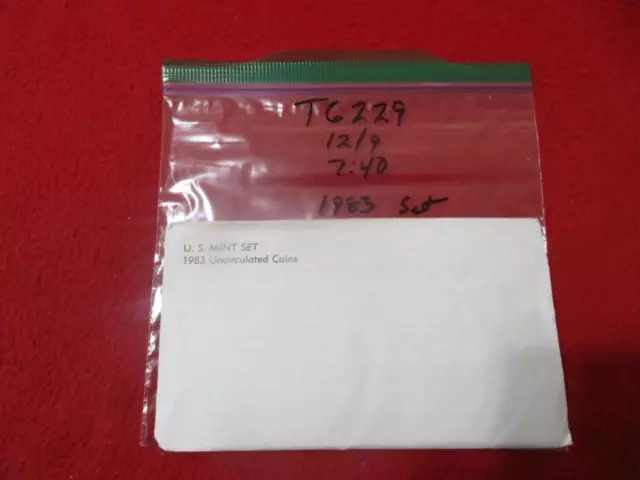 TG229
12/9
7:40
1983 Set
U. S. MINT SET
1983 Uncirculated Coins